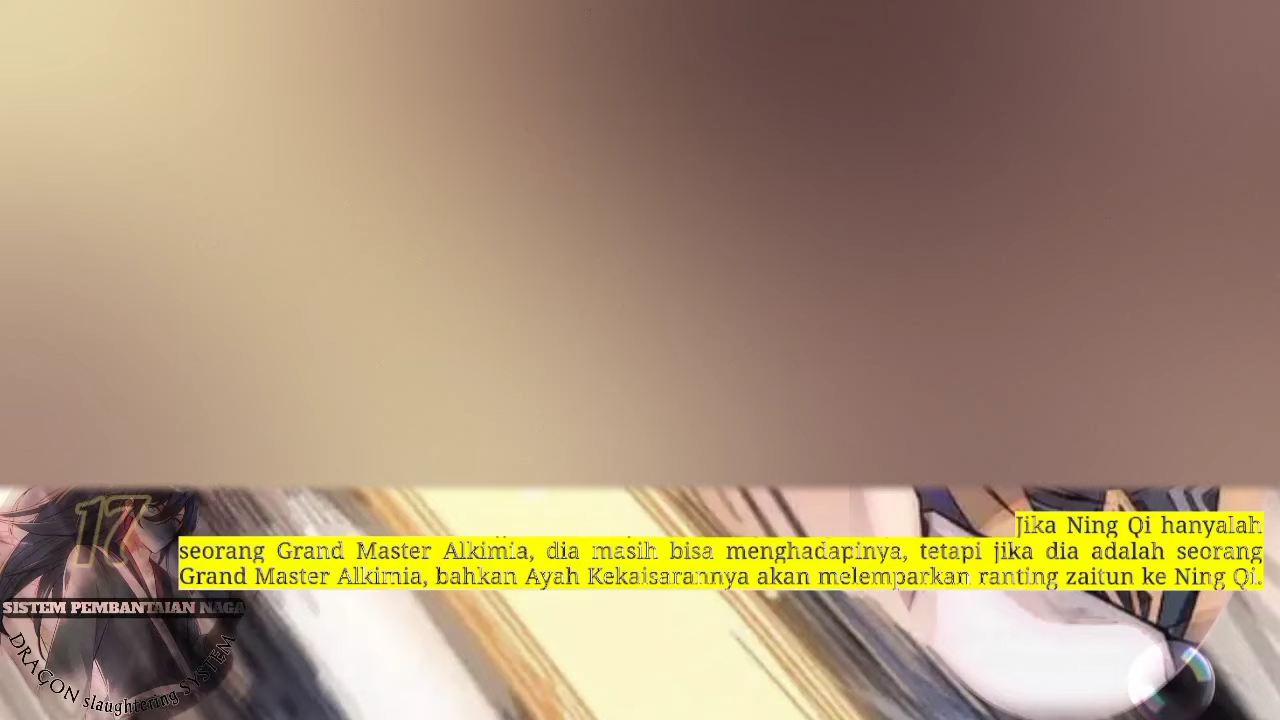 Jika Ning Qi hanyalah
seorang Grand Master Alkimia, dia masih bisa menghadapinya, tetapi jika dia adalah seorang
Grand Master Alkimia, bahkan Ayah Kekaisarannya akan melemparkan ranting zaitun ke Ning Qi.
17
SISTEM PEMBANTAIAN NAGA
DRAGON slaughtering SYSTEM